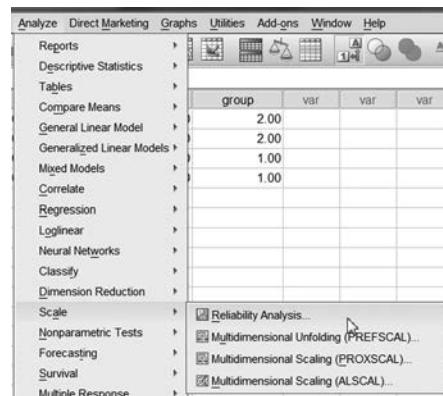 Analyze Direct Marketing Graphs Utilities Add-ons Window Help
Reports
Descriptive Statistics
Tables
Compare Means
General Linear Model
Generalized Linear Models
Mixed Models
Correlate
Regression
Loglinear
Neural Networks
Classify
Dimension Reduction
Scale
Nonparametric Tests
Forecasting
Survival
Multiple Response
group var var var
2.00
2.00
1.00
1.00
Reliability Analysis...
Multidimensional Unfolding (PREFSCAL)...
Multidimensional Scaling (PROXSCAL)...
Multidimensional Scaling (ALSCAL)...